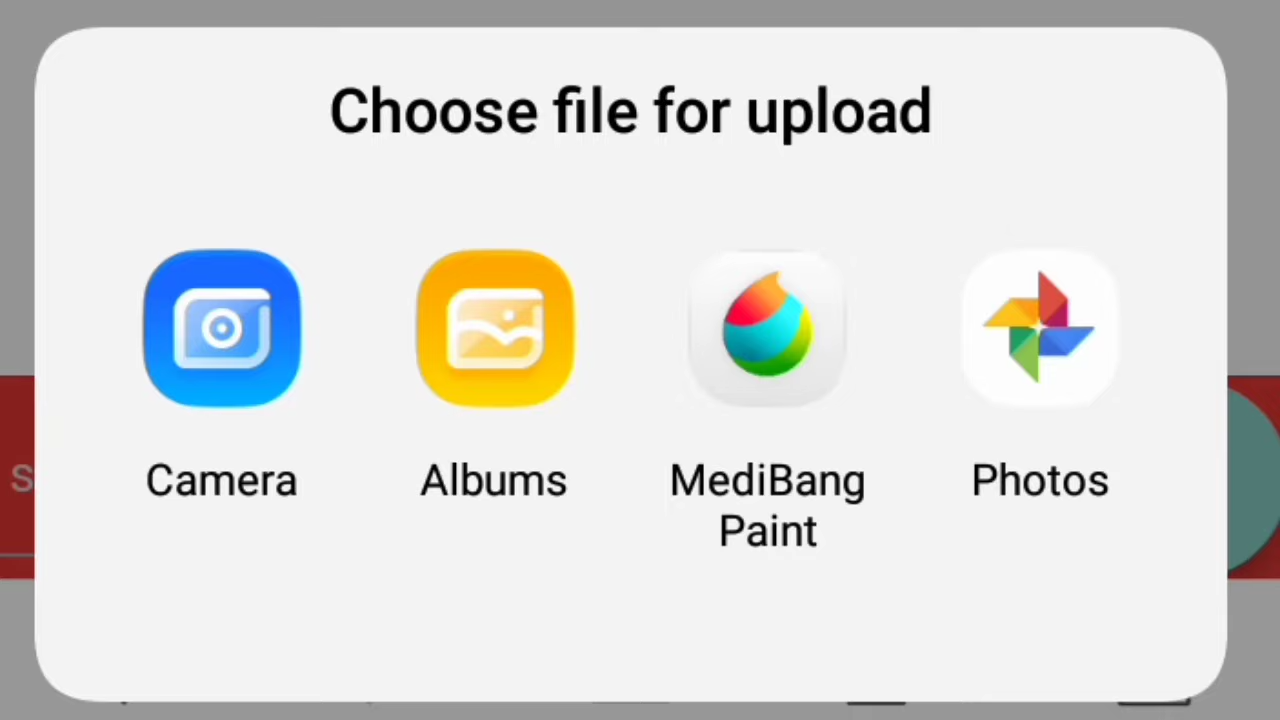 Choose file for upload
Camera
Albums
MediBang
Paint
Photos